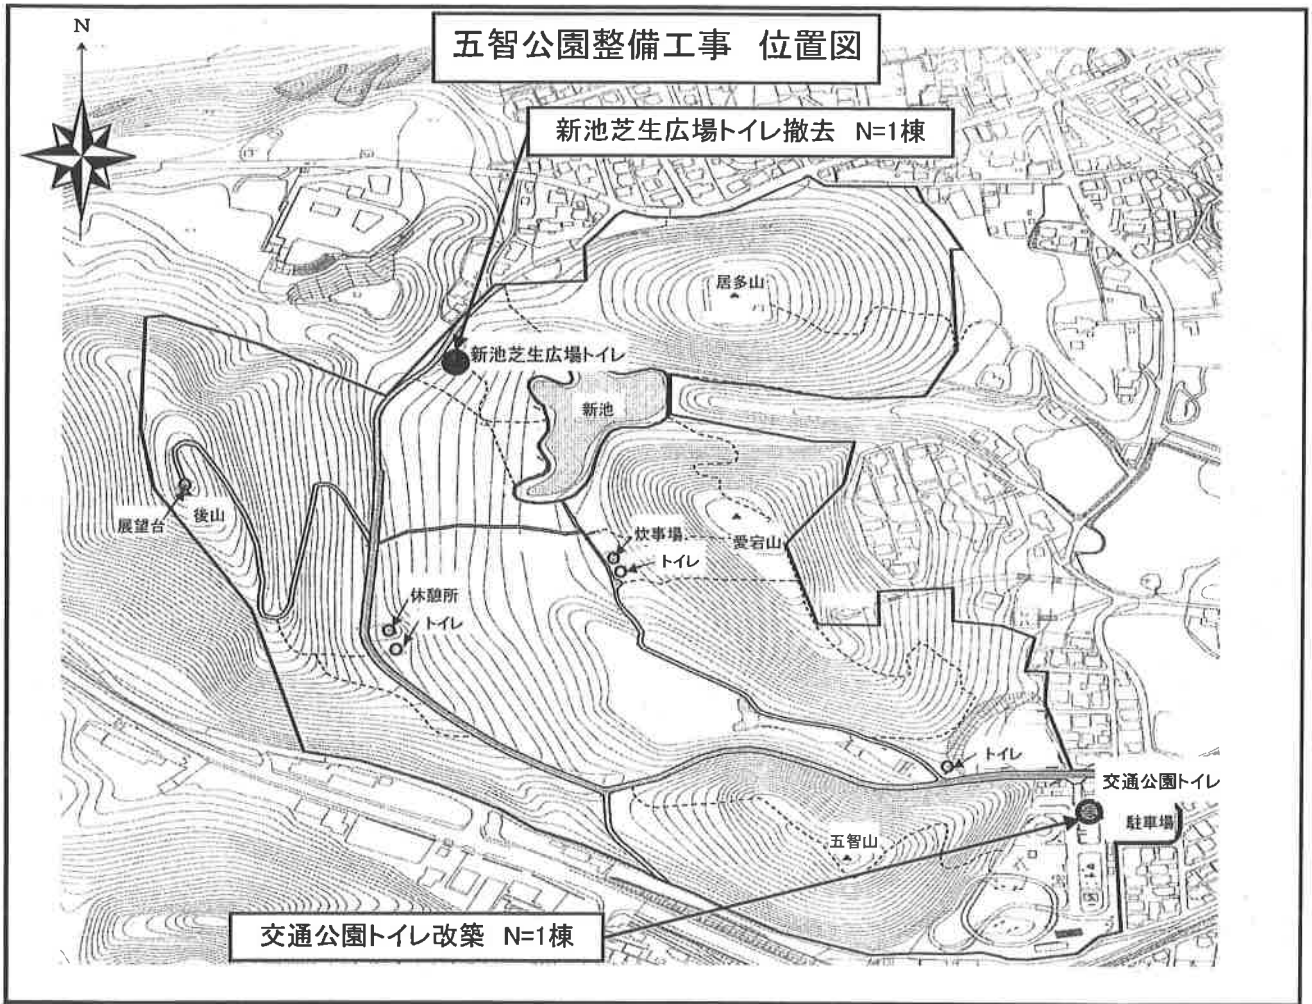 N
五智公園整備工事 位置図
新池芝生広場トイレ撤去 N=1棟
居多山
新池芝生広場トイレ
新池
展望台
後山
炊事場
トイレ
愛宕山
休憩所
トイレ
トイレ
交通公園トイレ
駐車場
五智山
交通公園トイレ改築 N=1棟